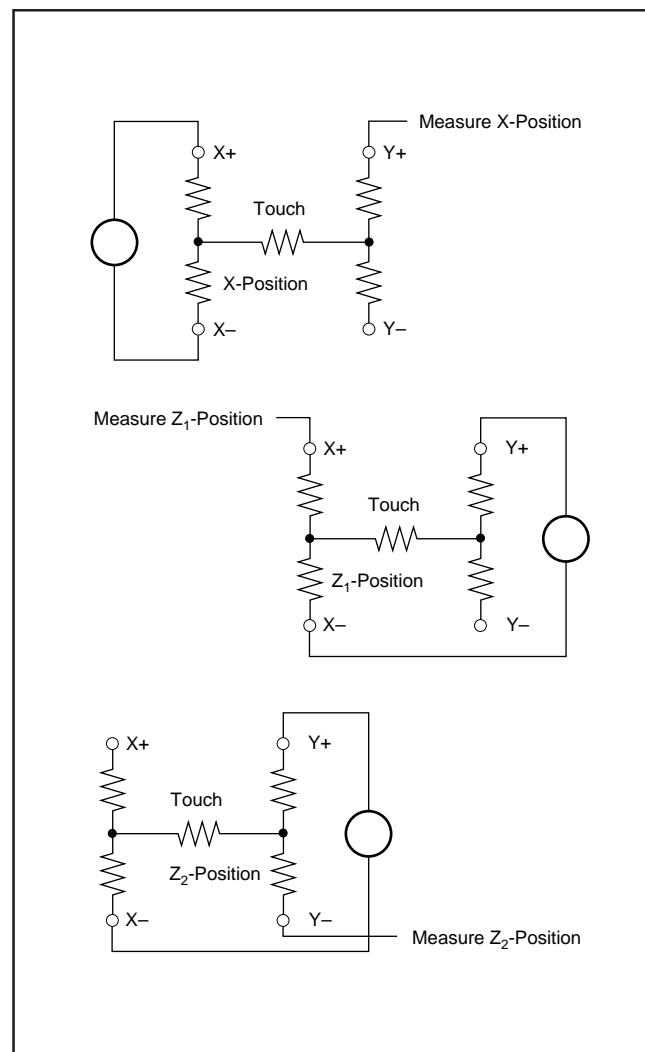 Measure X-Position
X+
Y+
Touch
X-Position
X–
Y–
Measure Z₁-Position
X+
Y+
Touch
Z₁-Position
X–
Y–
X+
Y+
Touch
Z₂-Position
X–
Y–
Measure Z₂-Position